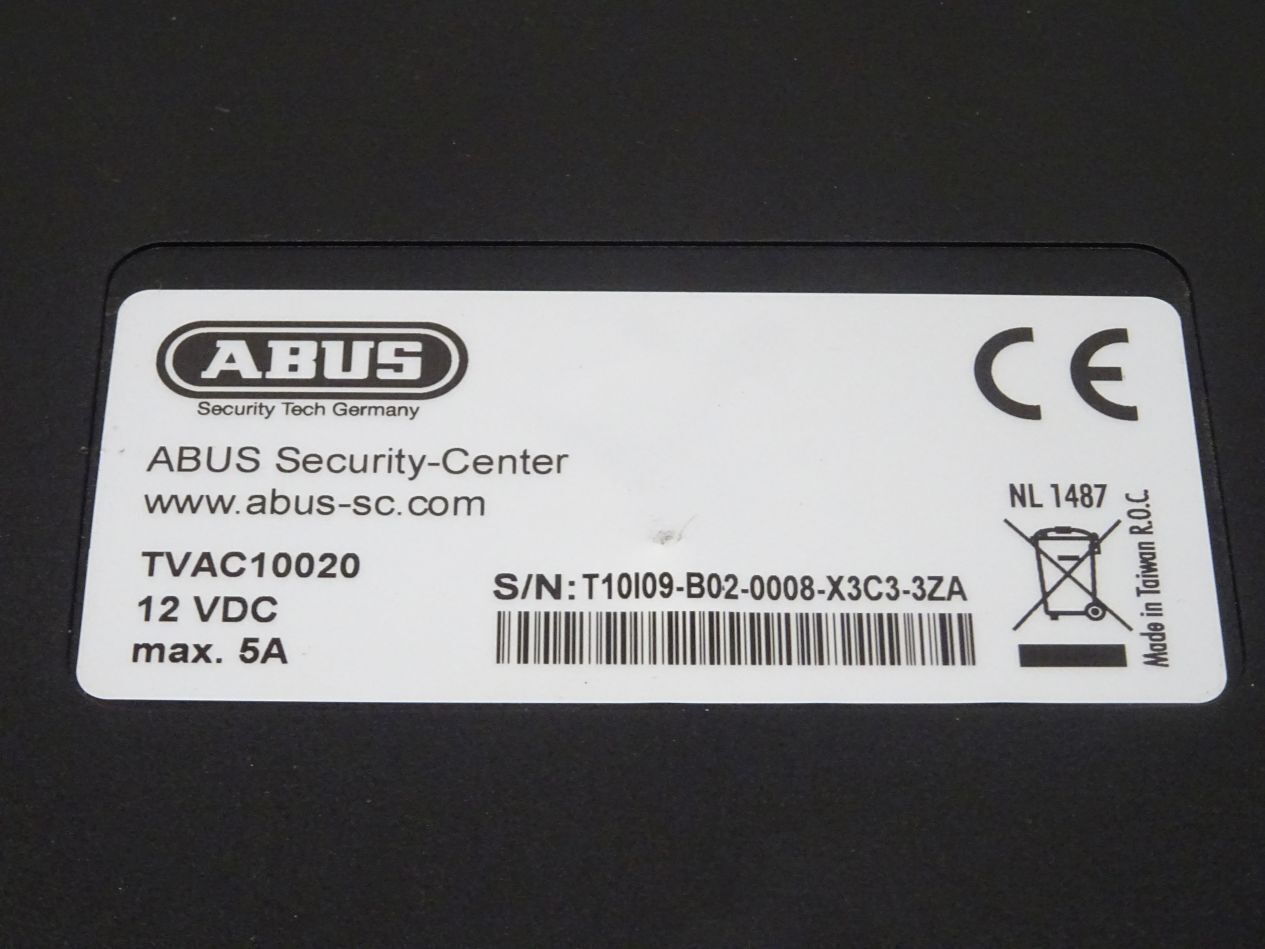 ABUS
Security Tech Germany
CE
ABUS Security-Center
www.abus-sc.com
TVAC10020
12 VDC
max. 5A
S/N: T10I09-B02-0008-X3C3-3ZA
NL 1487
Made in Taiwan R.O.C.